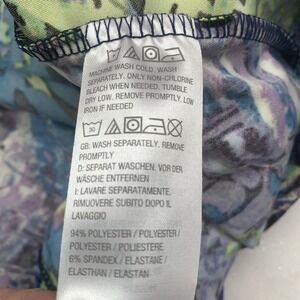 MACHINE WASH COLD, WASH
SEPARATELY, ONLY NON-CHLORINE
BLEACH WHEN NEEDED, TUMBLE
DRY LOW, REMOVE PROMPTLY, LOW
IRON IF NEEDED
30
GB: WASH SEPARATELY, REMOVE
PROMPTLY
D: SEPARAT WASCHEN, VOR DER
WÄSCHE ENTFERNEN
I: LAVARE SEPARATAMENTE,
RIMUOVERE SUBITO DOPO IL
LAVAGGIO
94% POLYESTER / POLYESTER /
POLYESTER / POLIESTERE
6% SPANDEX / ELASTANE /
ELASTHAN / ELASTAN